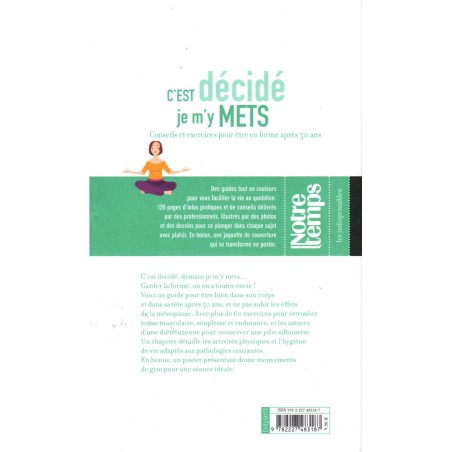 C'EST décidé
je m'y METS
Conseils et exercices pour être en forme après 50 ans
Des guides tout en couleurs
pour vous faciliter la vie au quotidien:
128 pages d'infos pratiques et de conseils délivrés
par des professionnels, illustrés par des photos
et des dessins pour se plonger dans chaque sujet
avec plaisir. En bonus, une jaquette de couverture
qui se transforme en poster.
Notre temps
les indispensables
C'est décidé, demain je m'y mets....
Garder la forme, on en a toutes envie !
Voici un guide pour être bien dans son corps
et dans sa tête après 50 ans, et ne pas subir les effets
de la ménopause. Avec plus de 60 exercices pour retrouver
tonus musculaire, souplesse et endurance, et les astuces
d'une diététicienne pour conserver une jolie silhouette.
Un chapitre détaille les activités physiques et l'hygiène
de vie adaptés aux pathologies courantes.
En bonus, un poster présentant douze mouvements
de gym pour une séance idéale.
9 782227 483187